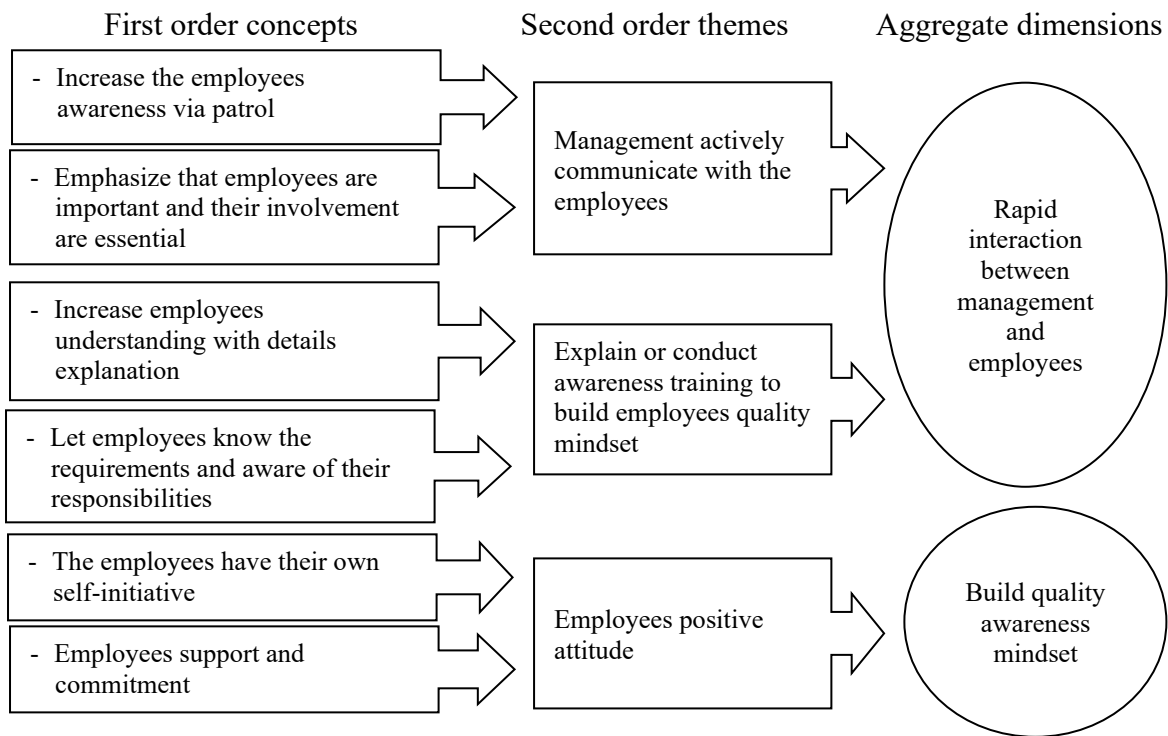 First order concepts
Second order themes
Aggregate dimensions
- Increase the employees
awareness via patrol
- Emphasize that employees are
important and their involvement
are essential
- Increase employees
understanding with details
explanation
- Let employees know the
requirements and aware of their
responsibilities
- The employees have their own
self-initiative
- Employees support and
commitment
Management actively
communicate with the
employees
Explain or conduct
awareness training to
build employees quality
mindset
Employees positive
attitude
Rapid
interaction
between
management
and
employees
Build quality
awareness
mindset